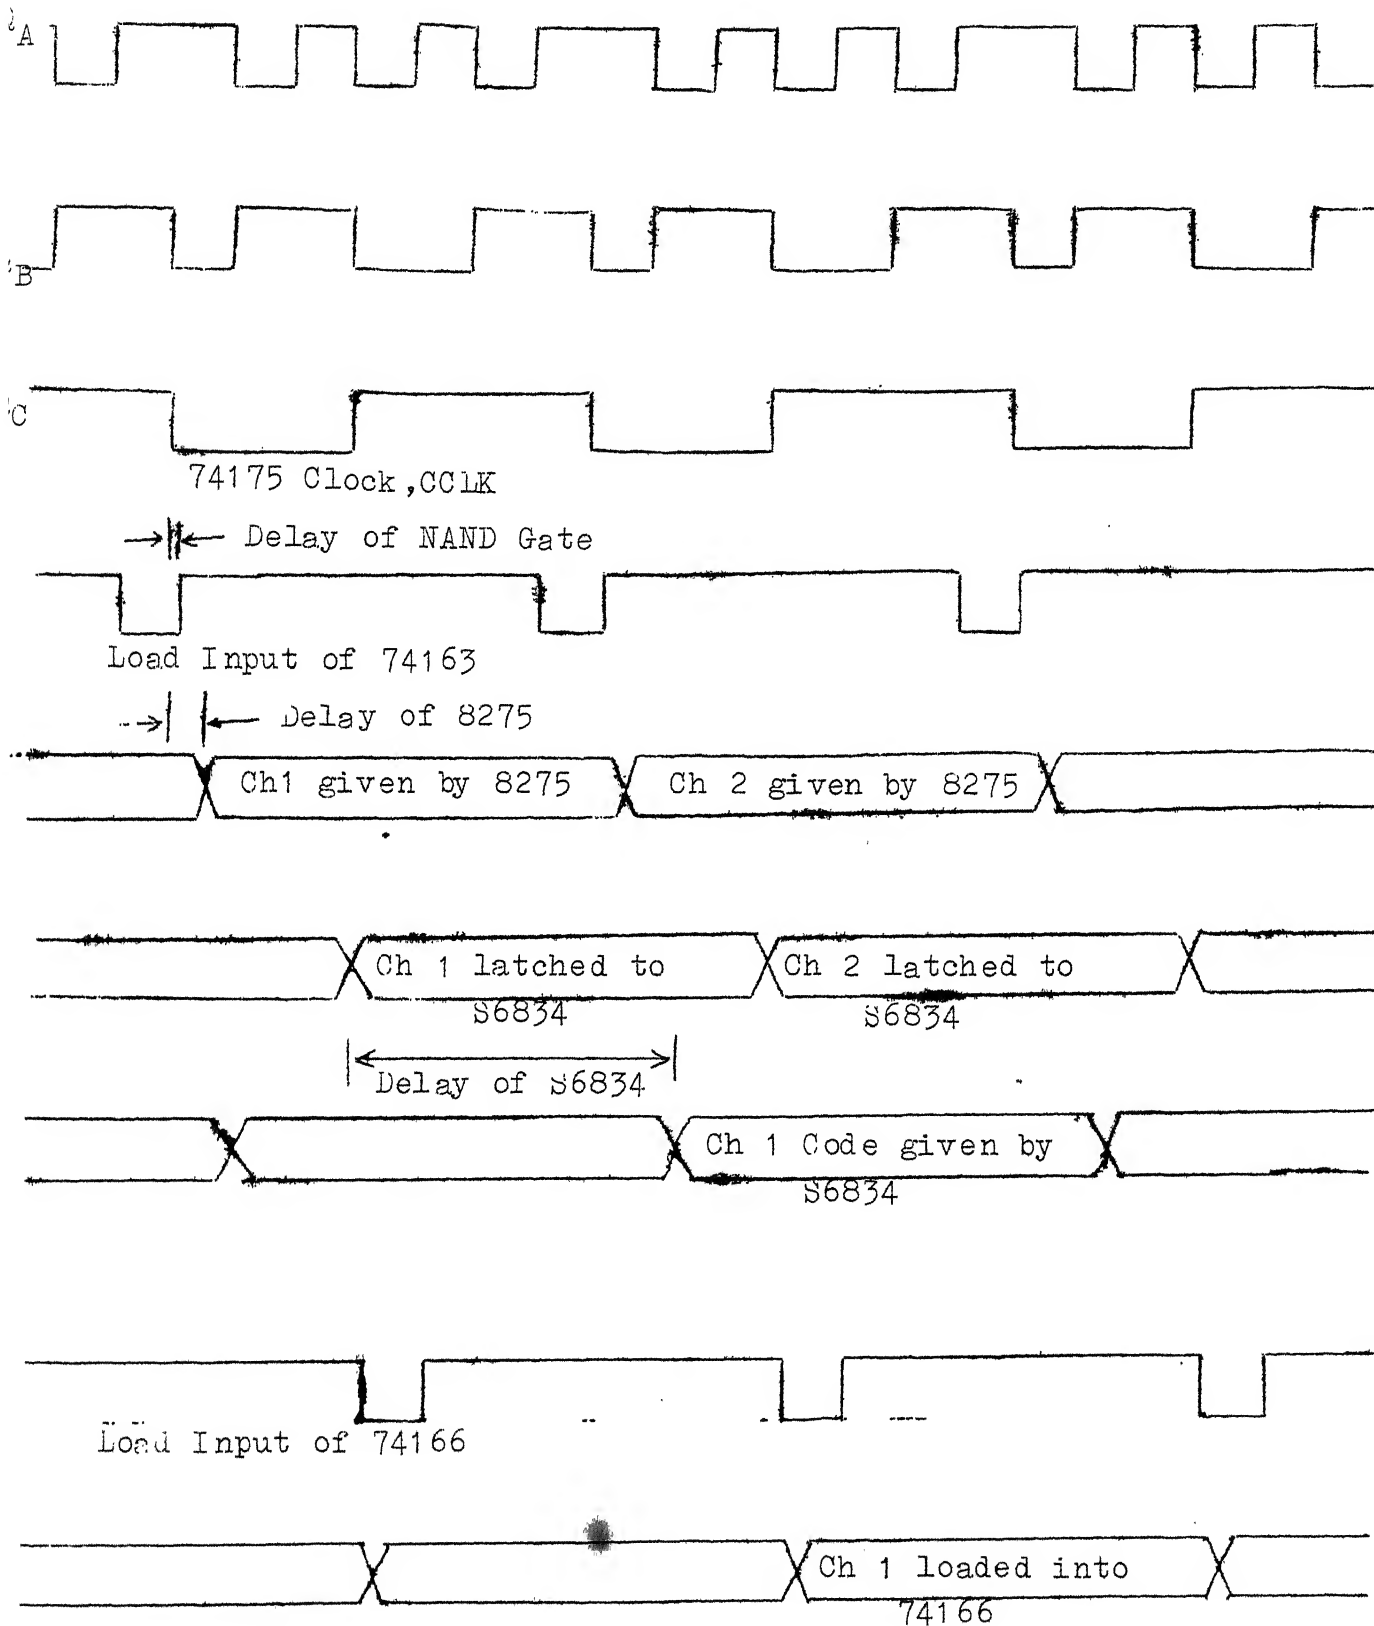 A
B
C
74175 Clock,CCLK
Delay of NAND Gate
Load Input of 74163
Delay of 8275
Ch1 given by 8275
Ch 2 given by 8275
Ch 1 latched to
S6834
Ch 2 latched to
S6834
Delay of S6834
Ch 1 Code given by
S6834
Load Input of 74166
Ch 1 loaded into
74166